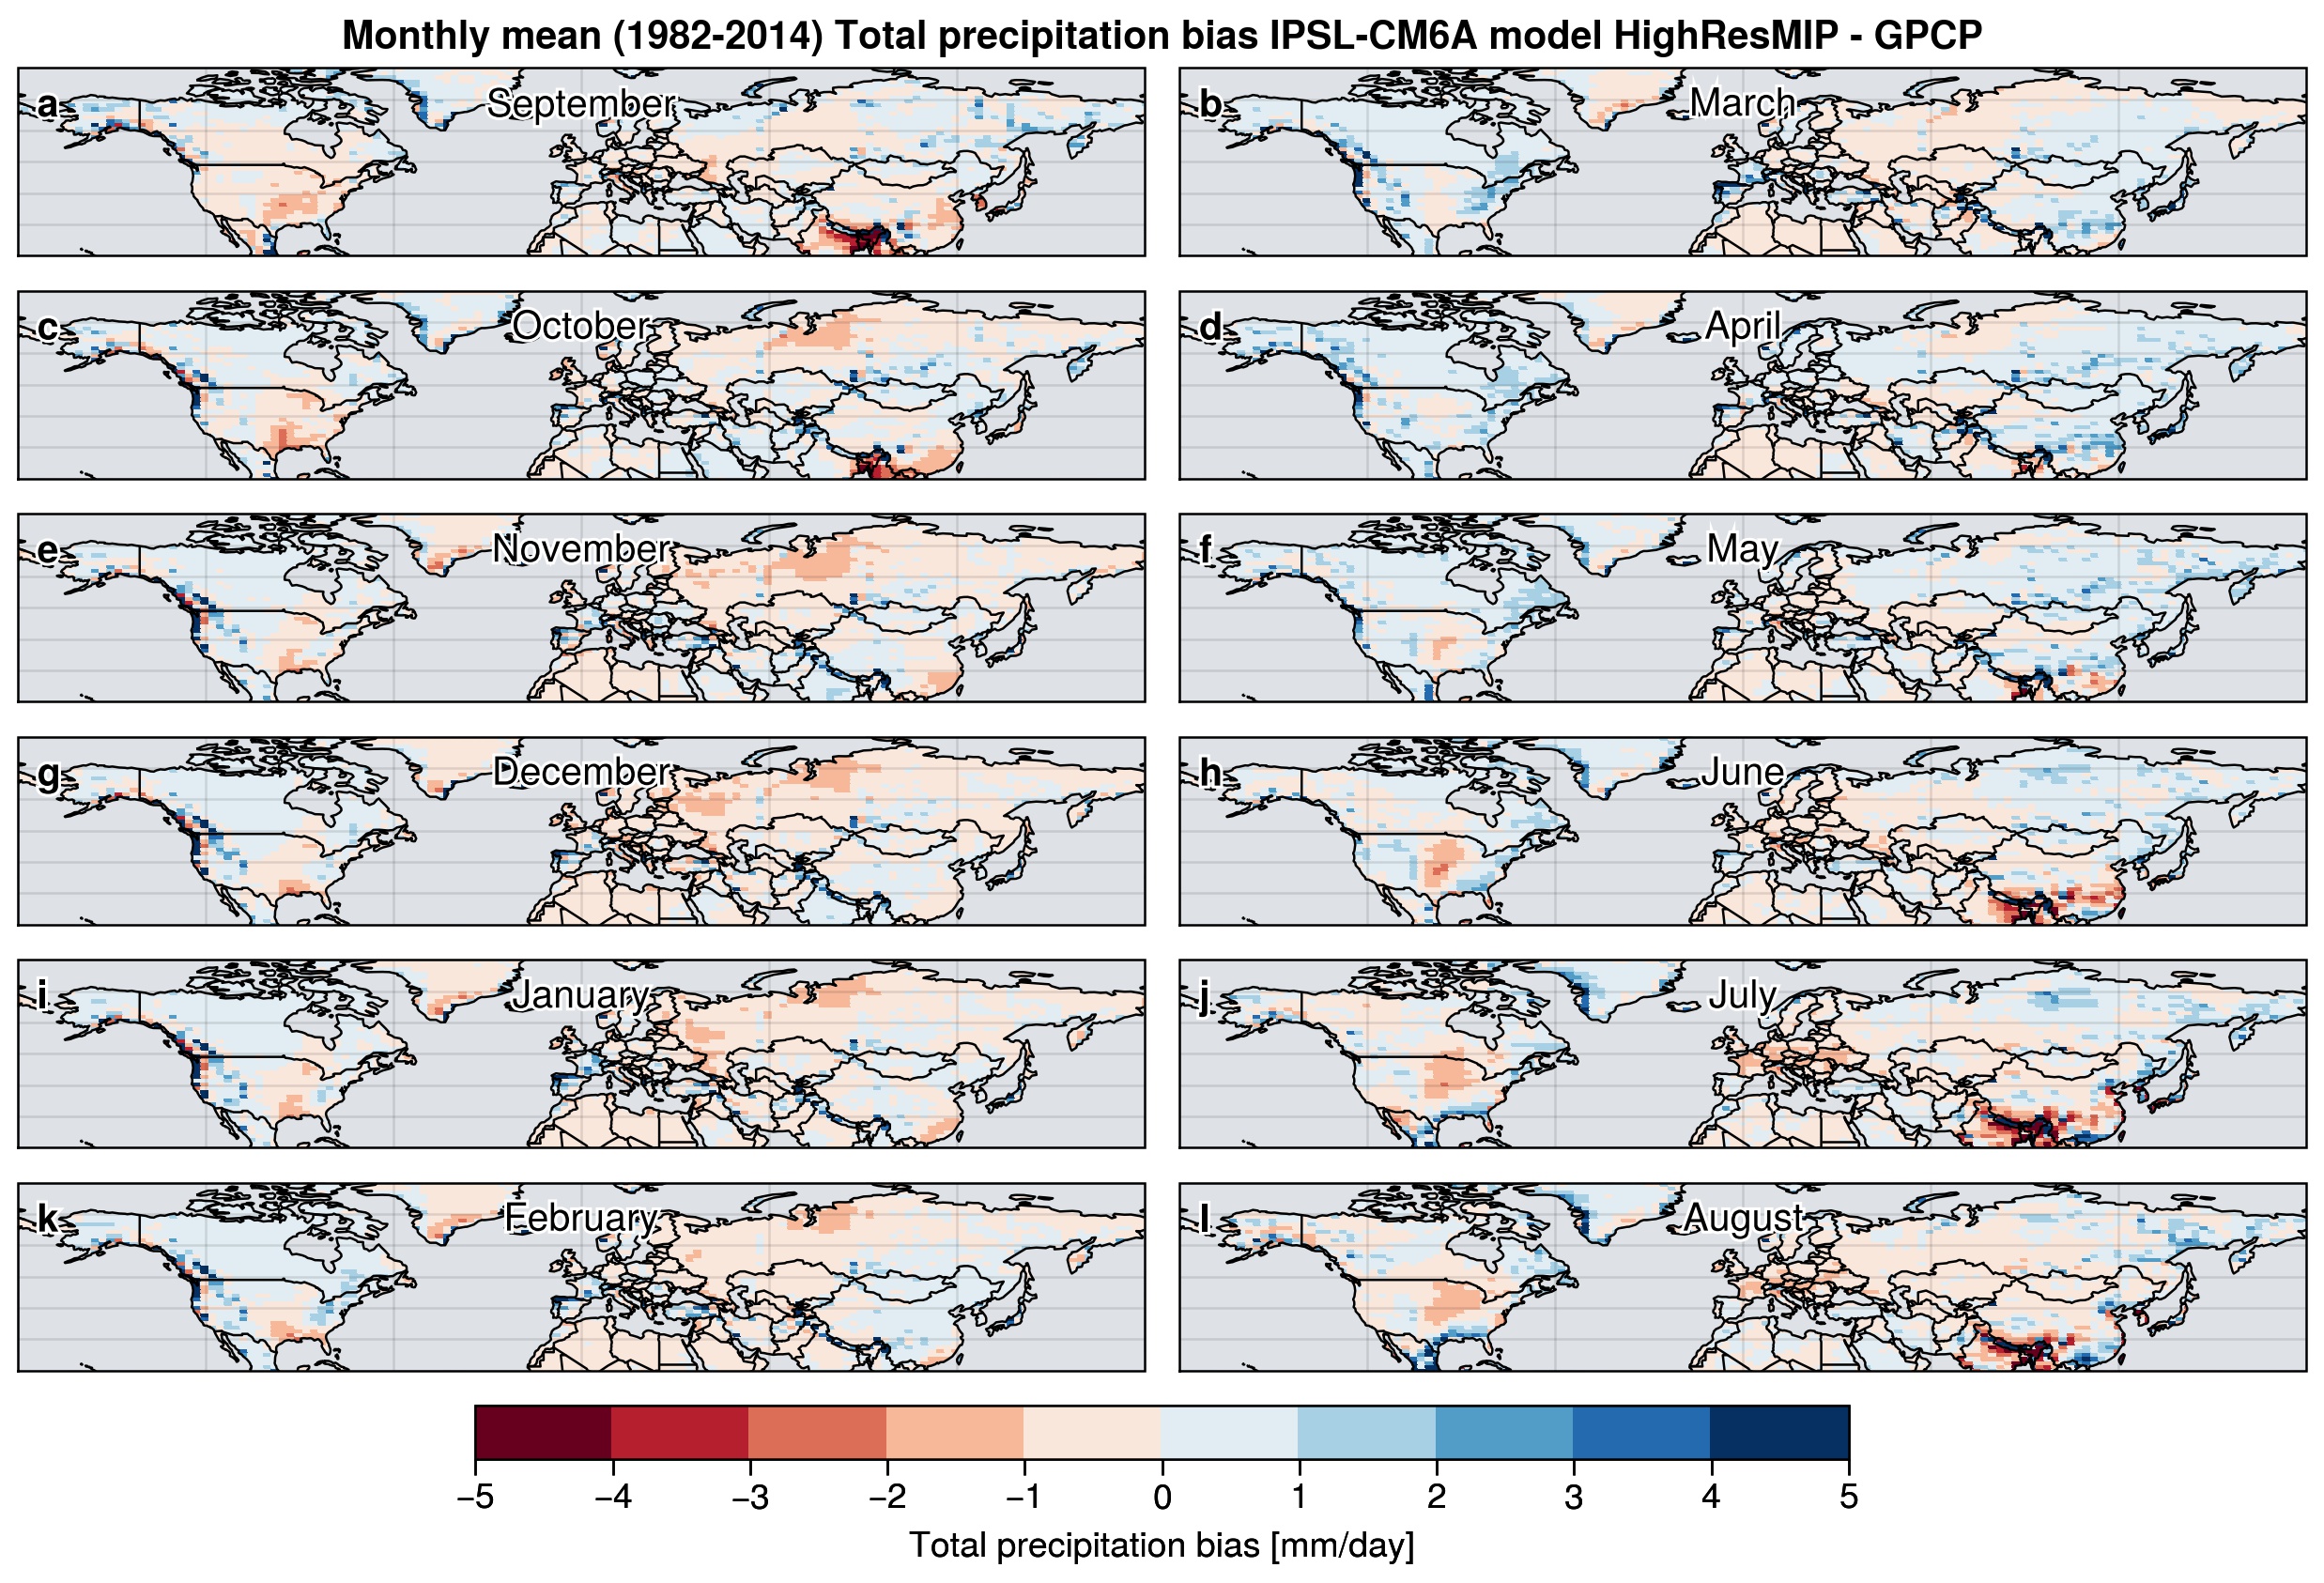 Monthly mean (1982-2014) Total precipitation bias IPSL-CM6A model HighResMIP - GPCP
a September
b March
c October
d April
e November
f May
g December
h June
i January
j July
k February
l August
−5 −4 −3 −2 −1 0 1 2 3 4 5
Total precipitation bias [mm/day]